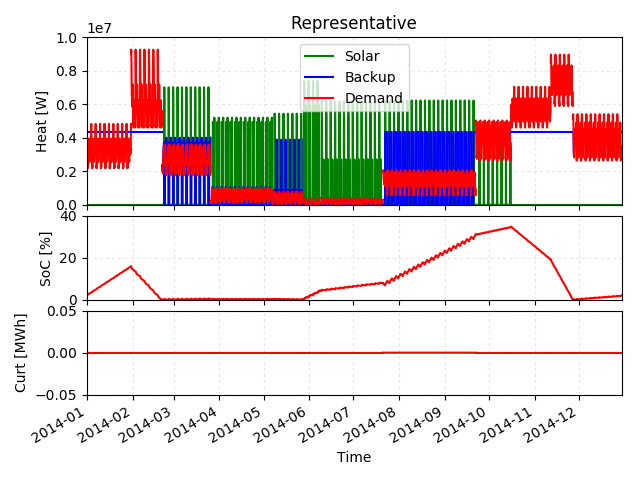 Representative
1e7
1.0
0.8
0.6
0.4
0.2
0.0
Heat [W]
Solar
Backup
Demand
40
20
0
SoC [%]
0.05
0.00
−0.05
Curt [MWh]
2014-01
2014-02
2014-03
2014-04
2014-05
2014-06
2014-07
2014-08
2014-09
2014-10
2014-11
2014-12
Time